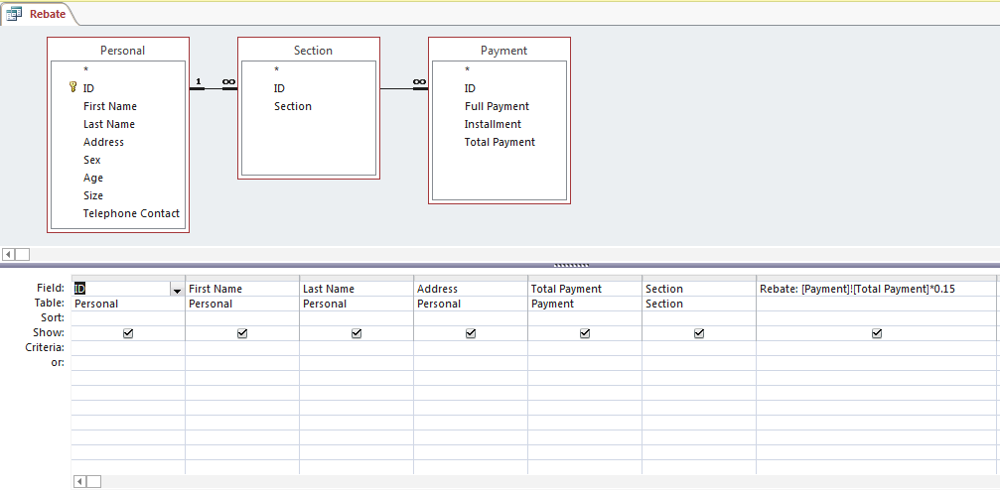 Rebate
Personal
*
ID
First Name
Last Name
Address
Sex
Age
Size
Telephone Contact
1 ∞
Section
*
ID
Section
∞
Payment
*
ID
Full Payment
Installment
Total Payment
Field: ID First Name Last Name Address Total Payment Section Rebate: [Payment]![Total Payment]*0.15
Table: Personal Personal Personal Personal Payment Section
Sort:
Show:
Criteria:
or: